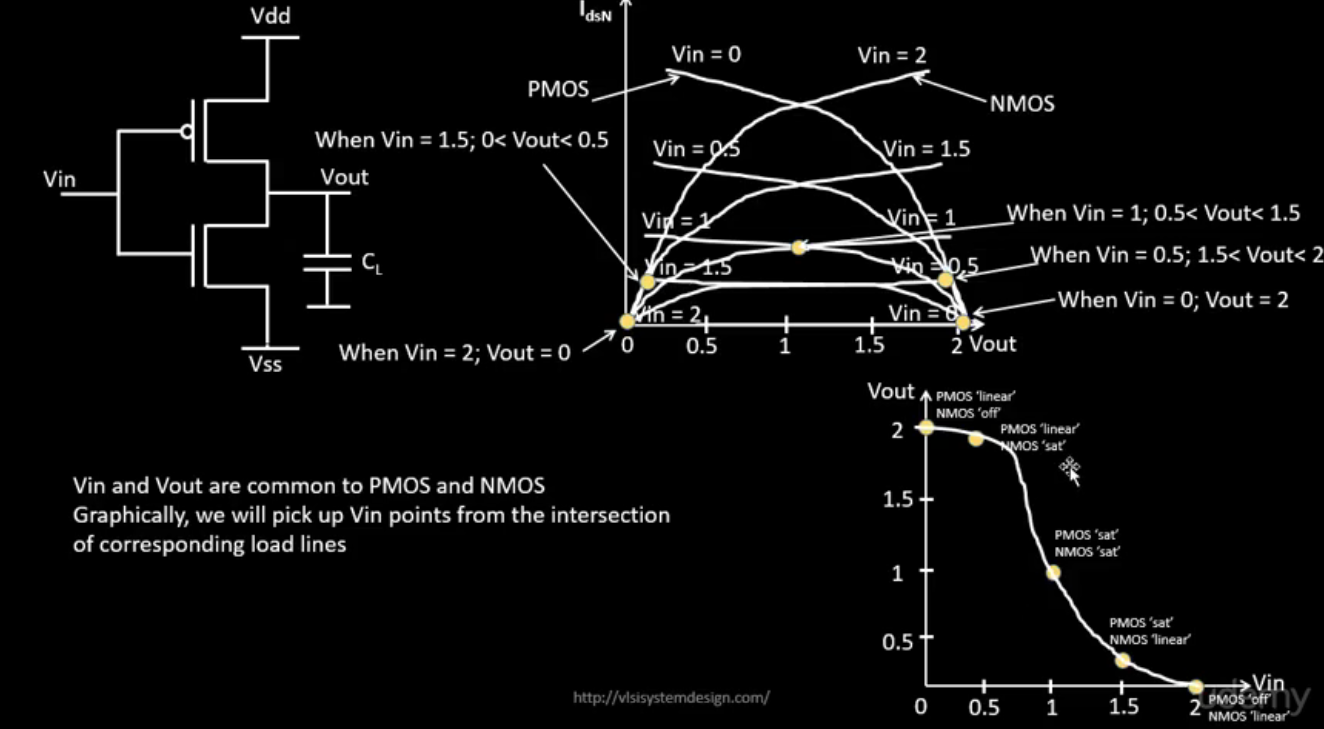 Vdd
Vin
Vout
CL
Vss
IdsN
Vin = 0
Vin = 2
PMOS
NMOS
When Vin = 1.5; 0< Vout< 0.5
Vin = 0.5
Vin = 1.5
Vin = 1
Vin = 1
When Vin = 1; 0.5< Vout< 1.5
Vin = 1.5
Vin = 0.5
When Vin = 0.5; 1.5< Vout< 2
Vin = 2
Vin = 0
When Vin = 0; Vout = 2
When Vin = 2; Vout = 0
0 0.5 1 1.5 2 Vout
Vin and Vout are common to PMOS and NMOS
Graphically, we will pick up Vin points from the intersection
of corresponding load lines
Vout
PMOS 'linear'
NMOS 'off'
2
PMOS 'linear'
NMOS 'sat'
1.5
PMOS 'sat'
NMOS 'sat'
1
PMOS 'sat'
NMOS 'linear'
0.5
Vin
0 0.5 1 1.5 2
PMOS 'off'
NMOS 'linear'
http://vlsisystemdesign.com/
udemy